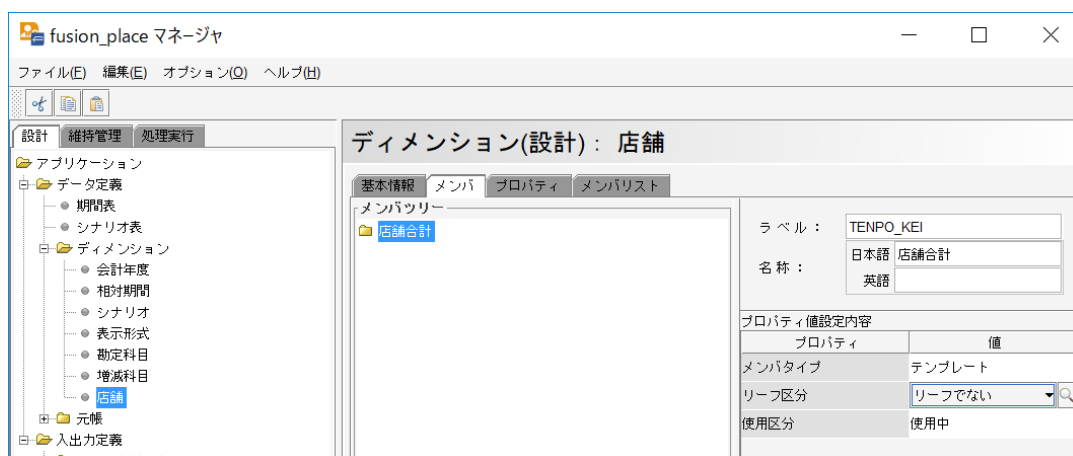 fusion_place マネージャ
ファイル(F) 編集(E) オプション(O) ヘルプ(H)
設計 維持管理 処理実行
アプリケーション
データ定義
期間表
シナリオ表
ディメンション
会計年度
相対期間
シナリオ
表示形式
勘定科目
増減科目
店舗
元帳
入出力定義
ディメンション(設計): 店舗
基本情報 メンバ プロパティ メンバリスト
メンバツリー
店舗合計
ラベル: TENPO_KEI
名称:
日本語 店舗合計
英語
プロパティ値設定内容
プロパティ 値
メンバタイプ テンプレート
リーフ区分 リーフでない
使用区分 使用中